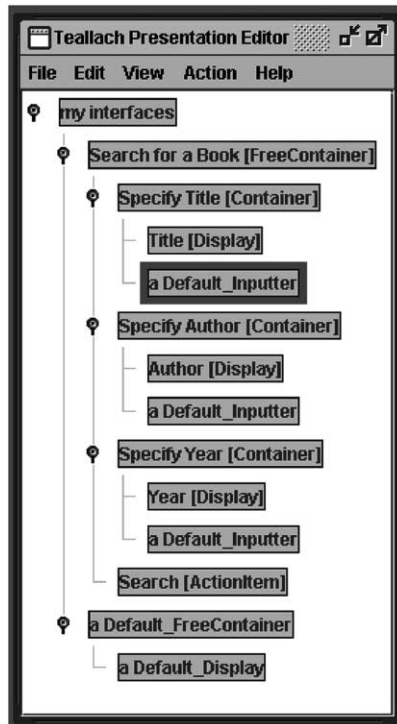 Teallach Presentation Editor
File Edit View Action Help
my interfaces
Search for a Book [FreeContainer]
Specify Title [Container]
Title [Display]
a Default_Inputter
Specify Author [Container]
Author [Display]
a Default_Inputter
Specify Year [Container]
Year [Display]
a Default_Inputter
Search [ActionItem]
a Default_FreeContainer
a Default_Display